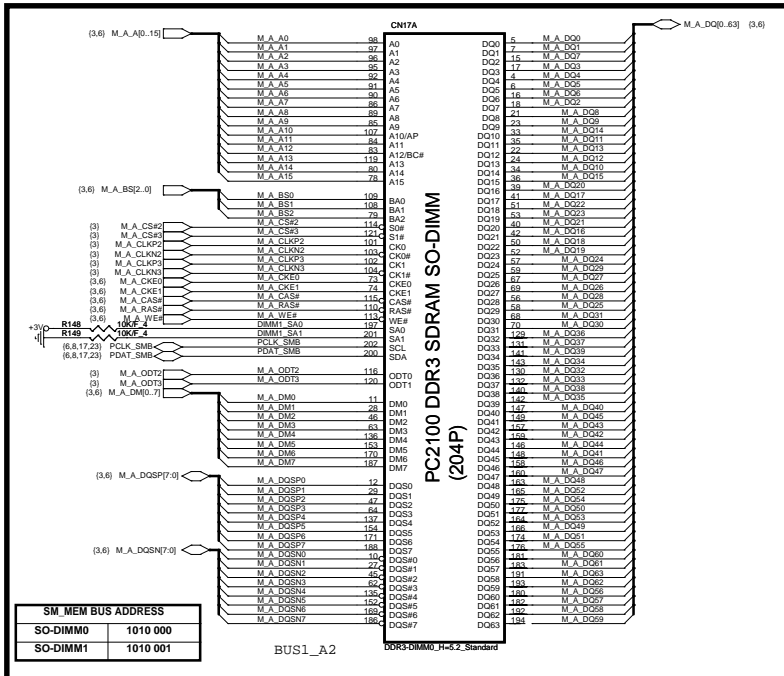 CN17A
{3,6} M_A_A[0..15]
M_A_A0 98 A0
M_A_A1 97 A1
M_A_A2 96 A2
M_A_A3 95 A3
M_A_A4 92 A4
M_A_A5 91 A5
M_A_A6 90 A6
M_A_A7 86 A7
M_A_A8 89 A8
M_A_A9 85 A9
M_A_A10 107 A10/AP
M_A_A11 84 A11
M_A_A12 83 A12/BC#
M_A_A13 119 A13
M_A_A14 80 A14
M_A_A15 78 A15
{3,6} M_A_BS[2..0]
M_A_BS0 109 BA0
M_A_BS1 108 BA1
M_A_BS2 79 BA2
{3} M_A_CS#2 M_A_CS#2 114 S0#
{3} M_A_CS#3 M_A_CS#3 121 S1#
{3} M_A_CLKP2 M_A_CLKP2 101 CK0
{3} M_A_CLKN2 M_A_CLKN2 103 CK0#
{3} M_A_CLKP3 M_A_CLKP3 102 CK1
{3} M_A_CLKN3 M_A_CLKN3 104 CK1#
{3,6} M_A_CKE0 M_A_CKE0 73 CKE0
{3,6} M_A_CKE1 M_A_CKE1 74 CKE1
{3,6} M_A_CAS# M_A_CAS# 115 CAS#
{3,6} M_A_RAS# M_A_RAS# 110 RAS#
{3,6} M_A_WE# M_A_WE# 113 WE#
+3V R148 10K/F_4 DIMM1_SA0 197 SA0
R149 10K/F_4 DIMM1_SA1 201 SA1
{6,8,17,23} PCLK_SMB PCLK_SMB 202 SCL
{6,8,17,23} PDAT_SMB PDAT_SMB 200 SDA
{3} M_A_ODT2 M_A_ODT2 116 ODT0
{3} M_A_ODT3 M_A_ODT3 120 ODT1
{3,6} M_A_DM[0..7]
M_A_DM0 11 DM0
M_A_DM1 28 DM1
M_A_DM2 46 DM2
M_A_DM3 63 DM3
M_A_DM4 136 DM4
M_A_DM5 153 DM5
M_A_DM6 170 DM6
M_A_DM7 187 DM7
{3,6} M_A_DQSP[7:0]
M_A_DQSP0 12 DQS0
M_A_DQSP1 29 DQS1
M_A_DQSP2 47 DQS2
M_A_DQSP3 64 DQS3
M_A_DQSP4 137 DQS4
M_A_DQSP5 154 DQS5
M_A_DQSP6 171 DQS6
M_A_DQSP7 188 DQS7
{3,6} M_A_DQSN[7:0]
M_A_DQSN0 10 DQS#0
M_A_DQSN1 27 DQS#1
M_A_DQSN2 45 DQS#2
M_A_DQSN3 62 DQS#3
M_A_DQSN4 135 DQS#4
M_A_DQSN5 152 DQS#5
M_A_DQSN6 169 DQS#6
M_A_DQSN7 186 DQS#7
PC2100 DDR3 SDRAM SO-DIMM
(204P)
M_A_DQ[0..63] {3,6}
DQ0 5 M_A_DQ0
DQ1 7 M_A_DQ1
DQ2 15 M_A_DQ7
DQ3 17 M_A_DQ3
DQ4 4 M_A_DQ4
DQ5 6 M_A_DQ5
DQ6 16 M_A_DQ6
DQ7 18 M_A_DQ2
DQ8 21 M_A_DQ8
DQ9 23 M_A_DQ9
DQ10 33 M_A_DQ14
DQ11 35 M_A_DQ11
DQ12 22 M_A_DQ13
DQ13 24 M_A_DQ12
DQ14 34 M_A_DQ10
DQ15 36 M_A_DQ15
DQ16 39 M_A_DQ20
DQ17 41 M_A_DQ17
DQ18 51 M_A_DQ22
DQ19 53 M_A_DQ23
DQ20 40 M_A_DQ21
DQ21 42 M_A_DQ16
DQ22 50 M_A_DQ18
DQ23 52 M_A_DQ19
DQ24 57 M_A_DQ24
DQ25 59 M_A_DQ29
DQ26 67 M_A_DQ27
DQ27 69 M_A_DQ26
DQ28 56 M_A_DQ28
DQ29 58 M_A_DQ25
DQ30 68 M_A_DQ31
DQ31 70 M_A_DQ30
DQ32 129 M_A_DQ36
DQ33 131 M_A_DQ37
DQ34 141 M_A_DQ39
DQ35 143 M_A_DQ34
DQ36 130 M_A_DQ32
DQ37 132 M_A_DQ33
DQ38 140 M_A_DQ38
DQ39 142 M_A_DQ35
DQ40 147 M_A_DQ40
DQ41 149 M_A_DQ45
DQ42 157 M_A_DQ43
DQ43 159 M_A_DQ42
DQ44 146 M_A_DQ44
DQ45 148 M_A_DQ41
DQ46 158 M_A_DQ46
DQ47 160 M_A_DQ47
DQ48 163 M_A_DQ48
DQ49 165 M_A_DQ52
DQ50 175 M_A_DQ54
DQ51 177 M_A_DQ50
DQ52 164 M_A_DQ53
DQ53 166 M_A_DQ49
DQ54 174 M_A_DQ51
DQ55 176 M_A_DQ55
DQ56 181 M_A_DQ60
DQ57 183 M_A_DQ61
DQ58 191 M_A_DQ63
DQ59 193 M_A_DQ62
DQ60 180 M_A_DQ56
DQ61 182 M_A_DQ57
DQ62 192 M_A_DQ58
DQ63 194 M_A_DQ59
DDR3-DIMM0_H=5.2_Standard
BUS1_A2
SM_MEM BUS ADDRESS
SO-DIMM0 1010 000
SO-DIMM1 1010 001